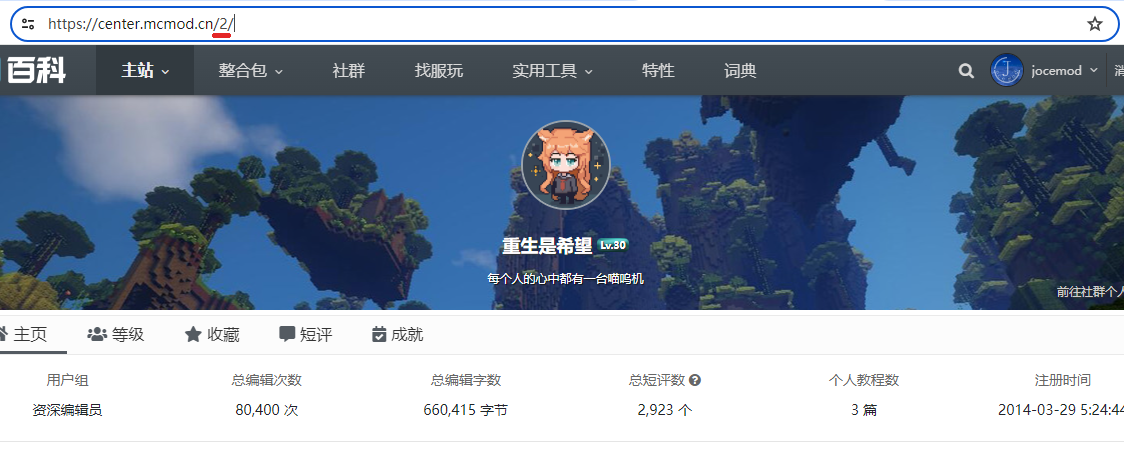 https://center.mcmod.cn/2/
百科 主站 整合包 社群 找服玩 实用工具 特性 词典 jocemod 消
重生是希望 Lv.30
每个人的心中都有一台喵呜机
前往社群个人
主页 等级 收藏 短评 成就
用户组 总编辑次数 总编辑字数 总短评数 个人教程数 注册时间
资深编辑员 80,400 次 660,415 字节 2,923 个 3 篇 2014-03-29 5:24:44